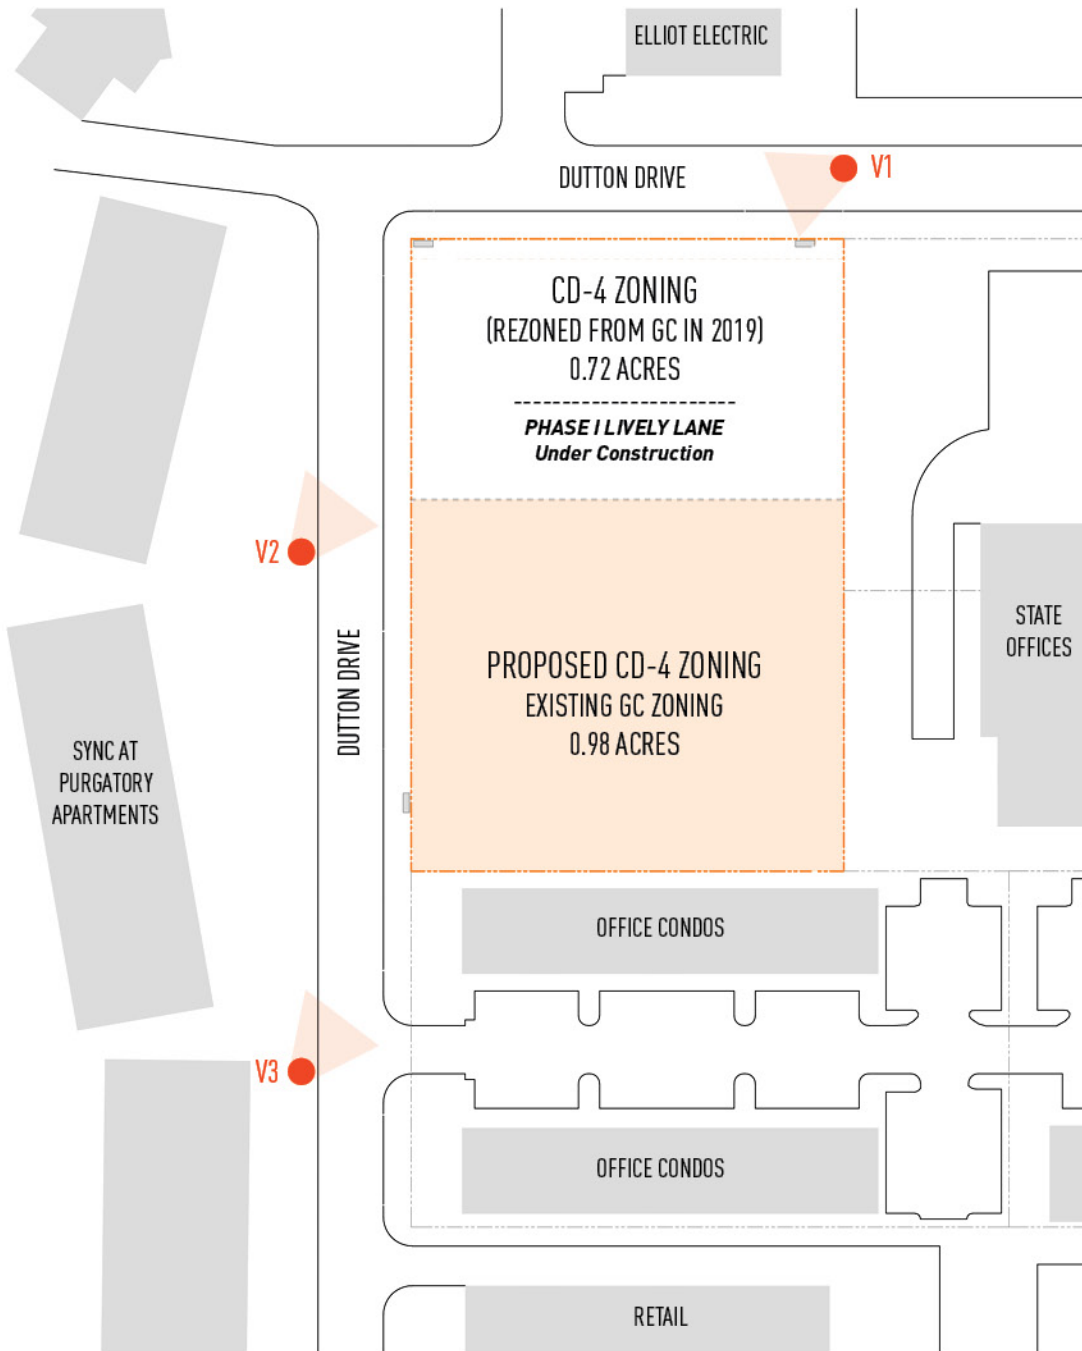 ELLIOT ELECTRIC
V1
DUTTON DRIVE
CD-4 ZONING
(REZONED FROM GC IN 2019)
0.72 ACRES
PHASE I LIVELY LANE
Under Construction
V2
DUTTON DRIVE
STATE
OFFICES
PROPOSED CD-4 ZONING
EXISTING GC ZONING
0.98 ACRES
SYNC AT
PURGATORY
APARTMENTS
OFFICE CONDOS
V3
OFFICE CONDOS
RETAIL